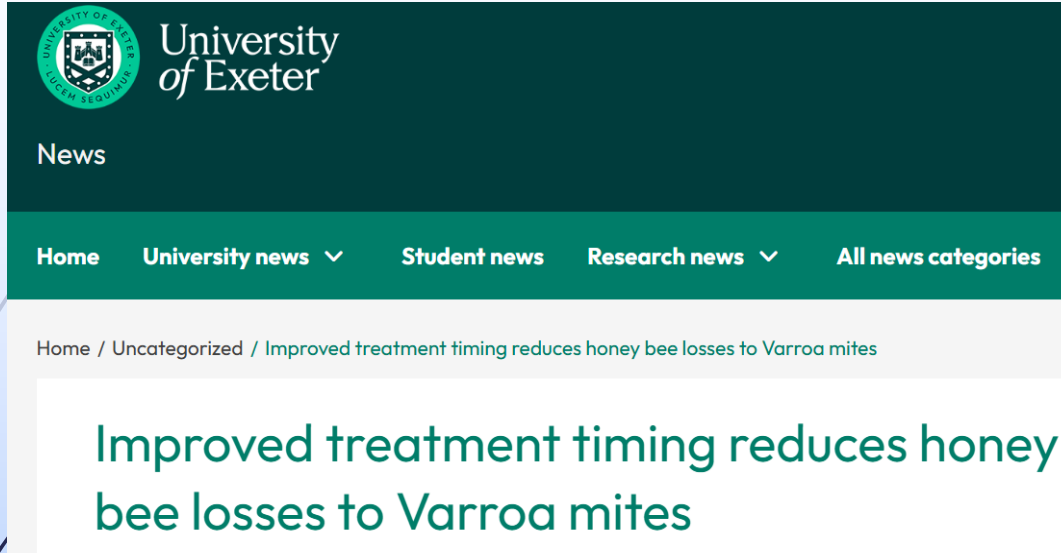 UNIVERSITY OF EXETER
LUCEM SEQUIMUR
University
of Exeter
News
Home University news Student news Research news All news categories
Home / Uncategorized / Improved treatment timing reduces honey bee losses to Varroa mites
Improved treatment timing reduces honey
bee losses to Varroa mites